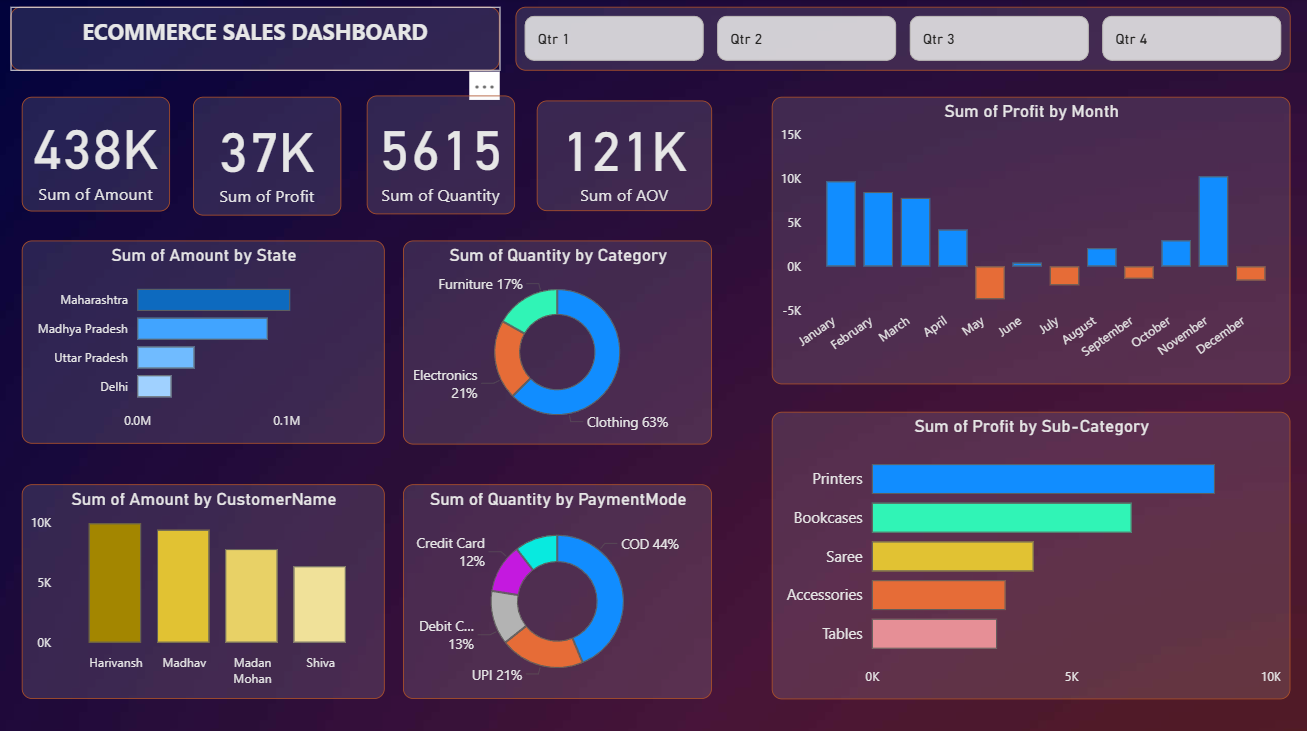 ECOMMERCE SALES DASHBOARD
Qtr 1
Qtr 2
Qtr 3
Qtr 4
438K
Sum of Amount
37K
Sum of Profit
5615
Sum of Quantity
121K
Sum of AOV
Sum of Profit by Month
15K
10K
5K
0K
-5K
January
February
March
April
May
June
July
August
September
October
November
December
Sum of Amount by State
Maharashtra
Madhya Pradesh
Uttar Pradesh
Delhi
0.0M
0.1M
Sum of Quantity by Category
Furniture 17%
Electronics
21%
Clothing 63%
Sum of Profit by Sub-Category
Printers
Bookcases
Saree
Accessories
Tables
0K
5K
10K
Sum of Amount by CustomerName
10K
5K
0K
Harivansh
Madhav
Madan
Mohan
Shiva
Sum of Quantity by PaymentMode
Credit Card
12%
COD 44%
Debit C...
13%
UPI 21%